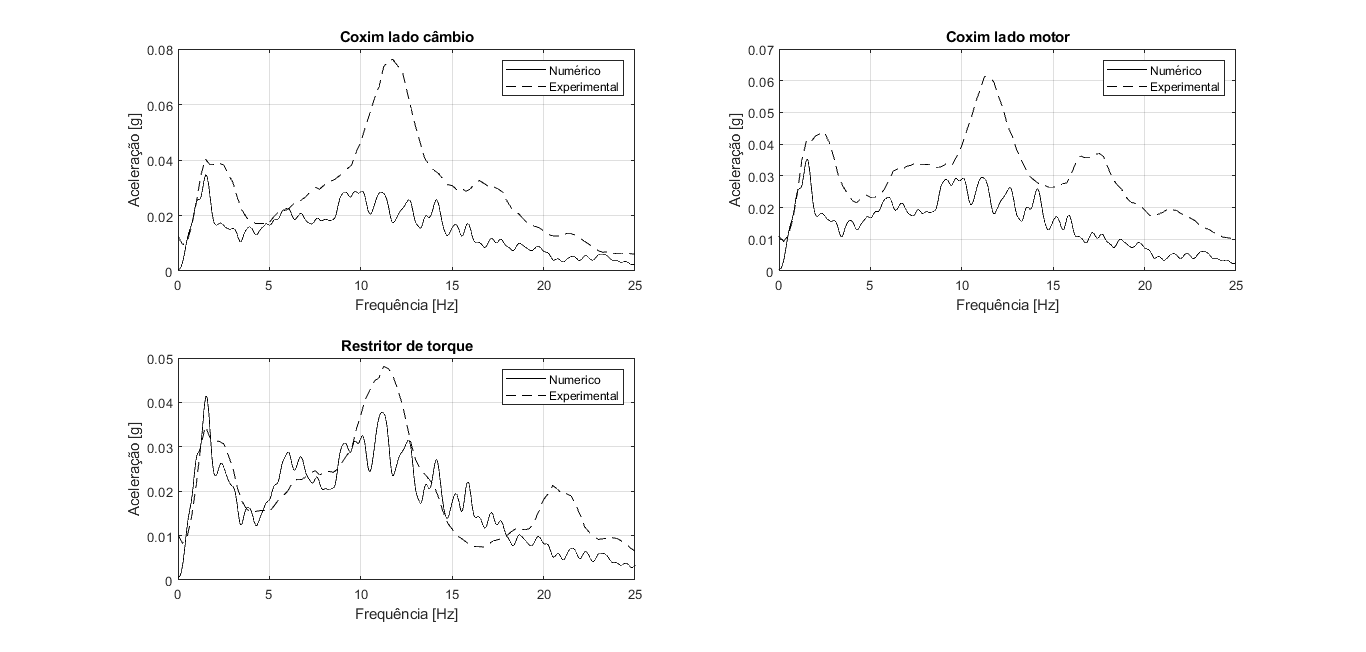 Coxim lado câmbio
0.08
0.06
0.04
0.02
0
Aceleração [g]
Numérico
Experimental
0 5 10 15 20 25
Frequência [Hz]
Coxim lado motor
0.07
0.06
0.05
0.04
0.03
0.02
0.01
0
Aceleração [g]
Numérico
Experimental
0 5 10 15 20 25
Frequência [Hz]
Restritor de torque
0.05
0.04
0.03
0.02
0.01
0
Aceleração [g]
Numerico
Experimental
0 5 10 15 20 25
Frequência [Hz]